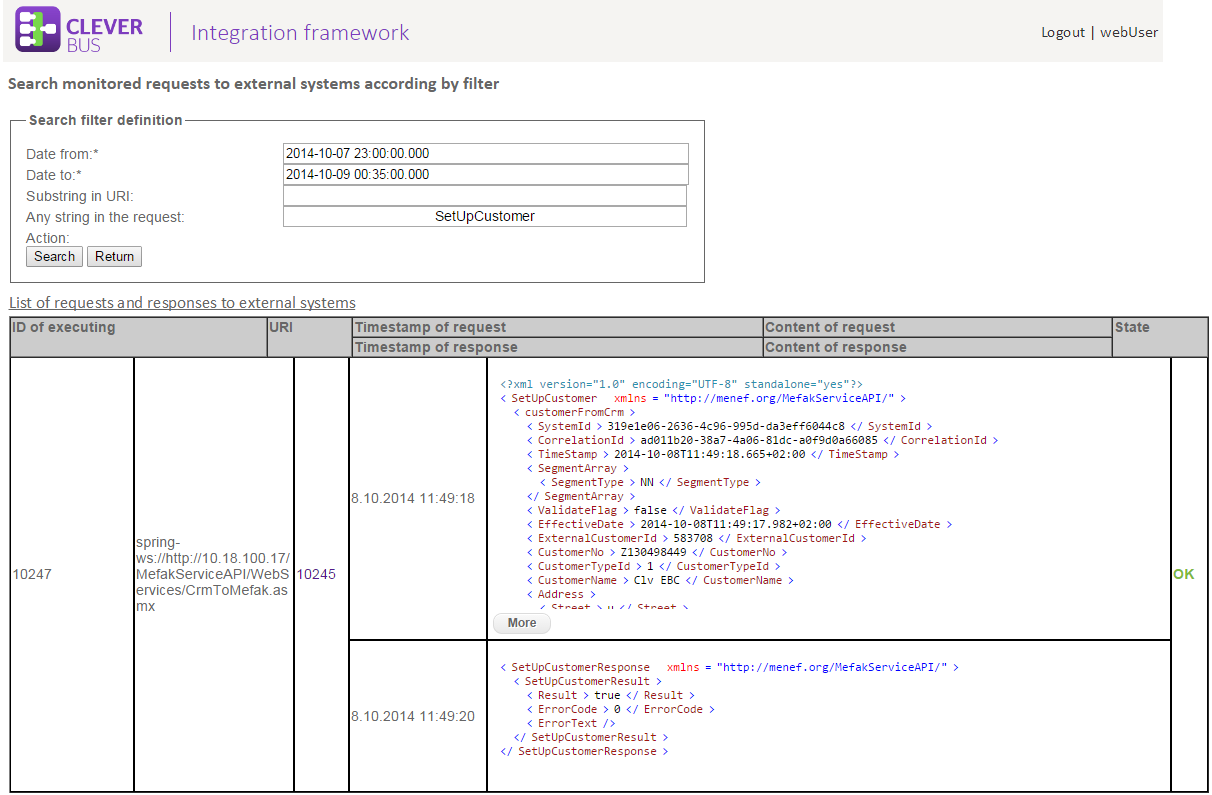 CLEVER
BUS
Integration framework
Logout | webUser
Search monitored requests to external systems according by filter
Search filter definition
Date from:*
2014-10-07 23:00:00.000
Date to:*
2014-10-09 00:35:00.000
Substring in URI:
Any string in the request:
SetUpCustomer
Action:
Search
Return
List of requests and responses to external systems
ID of executing
URI
Timestamp of request
Content of request
State
Timestamp of response
Content of response
10247
spring-
ws://http://10.18.100.17/
MefakServiceAPI/WebS
ervices/CrmToMefak.as
mx
10245
8.10.2014 11:49:18
<?xml version="1.0" encoding="UTF-8" standalone="yes"?>
< SetUpCustomer xmlns = "http://menef.org/MefakServiceAPI/" >
< customerFromCrm >
< SystemId > 319e1e06-2636-4c96-995d-da3eff6044c8 </ SystemId >
< CorrelationId > ad011b20-38a7-4a06-81dc-a0f9d0a66085 </ CorrelationId >
< TimeStamp > 2014-10-08T11:49:18.665+02:00 </ TimeStamp >
< SegmentArray >
< SegmentType > NN </ SegmentType >
</ SegmentArray >
< ValidateFlag > false </ ValidateFlag >
< EffectiveDate > 2014-10-08T11:49:17.982+02:00 </ EffectiveDate >
< ExternalCustomerId > 583708 </ ExternalCustomerId >
< CustomerNo > Z130498449 </ CustomerNo >
< CustomerTypeId > 1 </ CustomerTypeId >
< CustomerName > Clv EBC </ CustomerName >
< Address >
< Street > u </ Street >
More
OK
8.10.2014 11:49:20
< SetUpCustomerResponse xmlns = "http://menef.org/MefakServiceAPI/" >
< SetUpCustomerResult >
< Result > true </ Result >
< ErrorCode > 0 </ ErrorCode >
< ErrorText />
</ SetUpCustomerResult >
</ SetUpCustomerResponse >